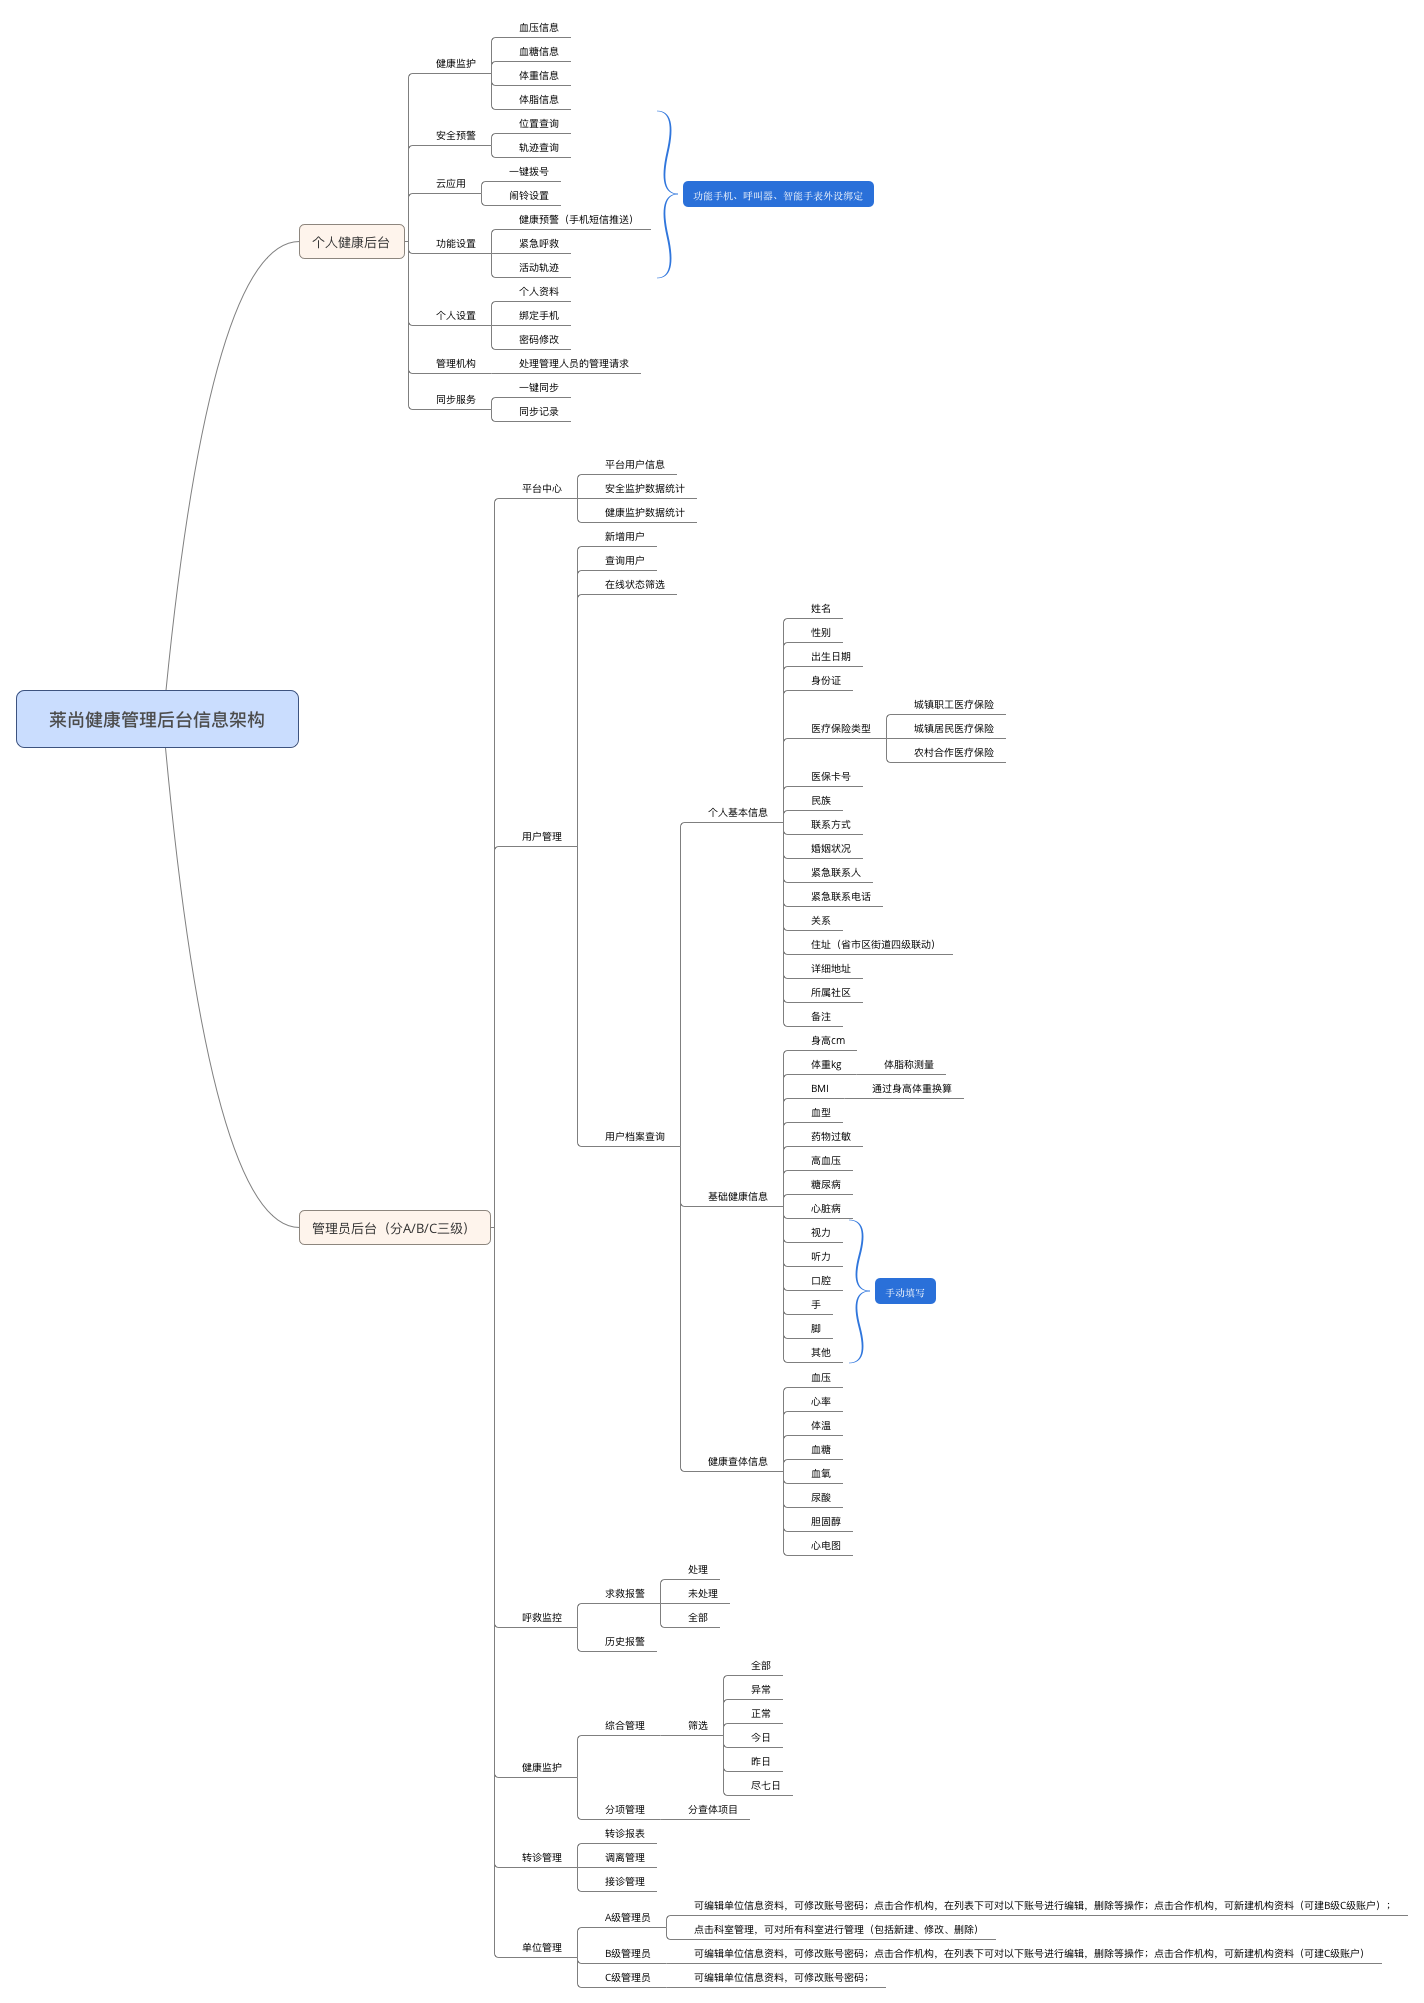 莱尚健康管理后台信息架构
个人健康后台
健康监护
血压信息
血糖信息
体重信息
体脂信息
安全预警
位置查询
轨迹查询
云应用
一键拨号
闹铃设置
功能设置
健康预警（手机短信推送）
紧急呼救
活动轨迹
功能手机、呼叫器、智能手表外设绑定
个人设置
个人资料
绑定手机
密码修改
管理机构
处理管理人员的管理请求
同步服务
一键同步
同步记录
管理员后台（分A/B/C三级）
平台中心
平台用户信息
安全监护数据统计
健康监护数据统计
用户管理
新增用户
查询用户
在线状态筛选
用户档案查询
个人基本信息
姓名
性别
出生日期
身份证
医疗保险类型
城镇职工医疗保险
城镇居民医疗保险
农村合作医疗保险
医保卡号
民族
联系方式
婚姻状况
紧急联系人
紧急联系电话
关系
住址（省市区街道四级联动）
详细地址
所属社区
备注
基础健康信息
身高cm
体重kg
体脂称测量
BMI
通过身高体重换算
血型
药物过敏
高血压
糖尿病
心脏病
视力
听力
口腔
手
脚
其他
手动填写
健康查体信息
血压
心率
体温
血糖
血氧
尿酸
胆固醇
心电图
呼救监控
求救报警
处理
未处理
全部
历史报警
健康监护
综合管理
筛选
全部
异常
正常
今日
昨日
尽七日
分项管理
分查体项目
转诊管理
转诊报表
调离管理
接诊管理
单位管理
A级管理员
可编辑单位信息资料，可修改账号密码；点击合作机构，在列表下可对以下账号进行编辑，删除等操作；点击合作机构，可新建机构资料（可建B级C级账户）；
点击科室管理，可对所有科室进行管理（包括新建、修改、删除）
B级管理员
可编辑单位信息资料，可修改账号密码；点击合作机构，在列表下可对以下账号进行编辑，删除等操作；点击合作机构，可新建机构资料（可建C级账户）
C级管理员
可编辑单位信息资料，可修改账号密码；